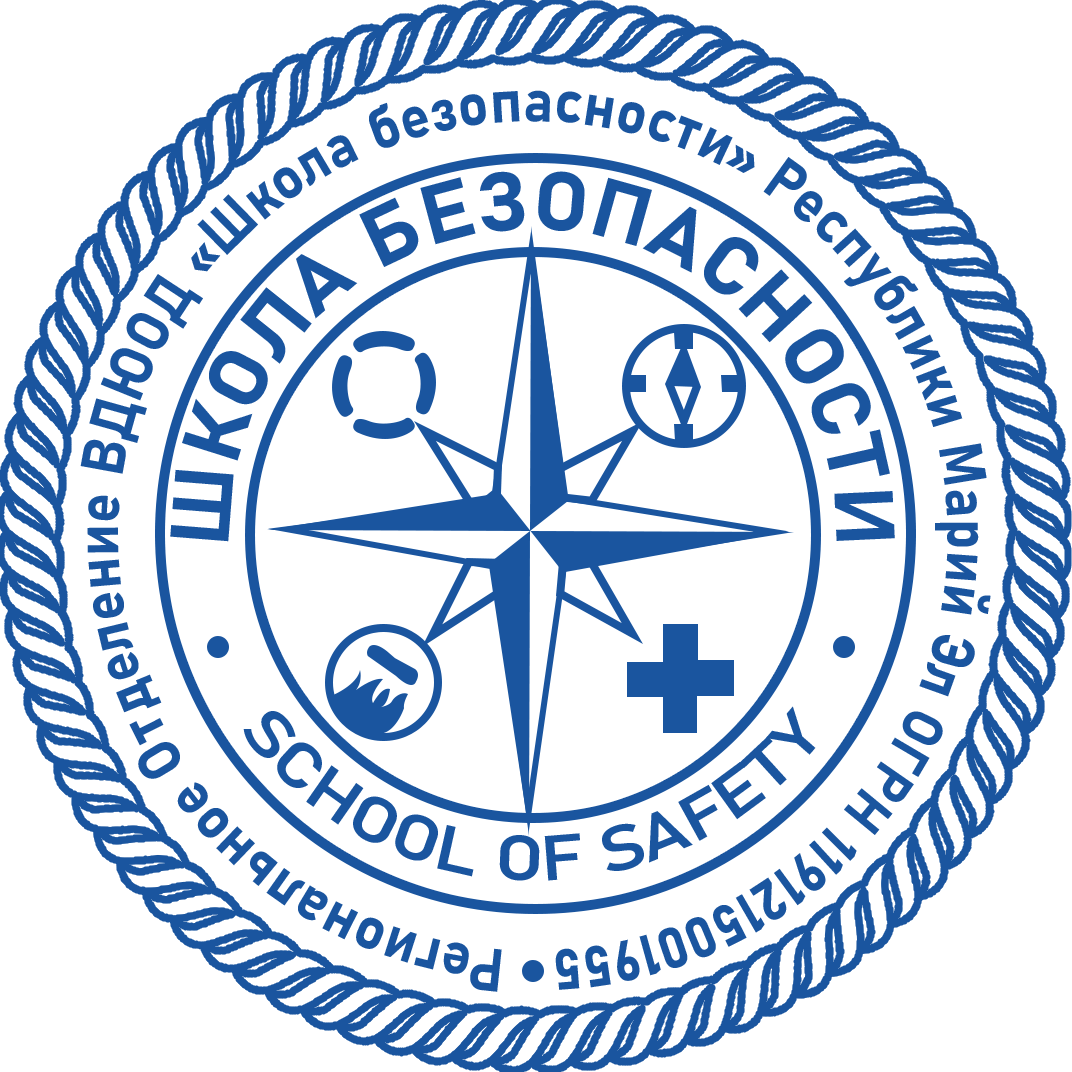 Региональное Отделение ВДЮОД «Школа безопасности» Республики Марий Эл ОГРН 1191215001955 •
ШКОЛА БЕЗОПАСНОСТИ
• SCHOOL OF SAFETY •